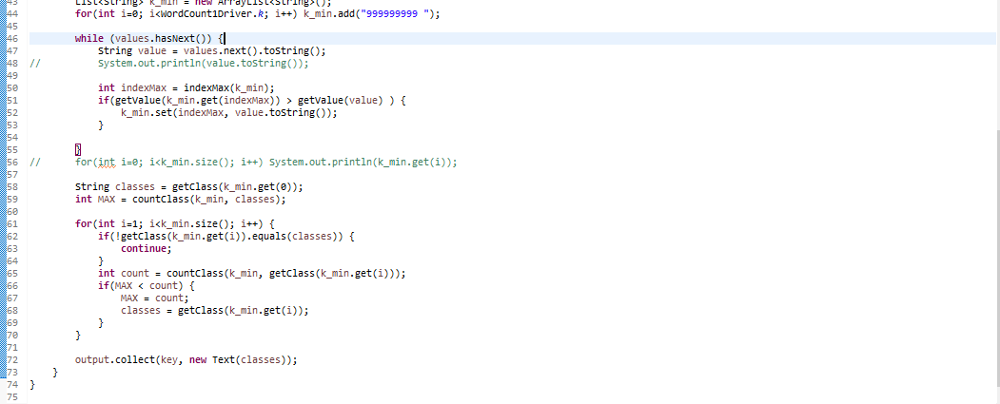 43 List<String> k_min = new ArrayList<String>();
44 for(int i=0; i<WordCount1Driver.k; i++) k_min.add("999999999 ");
45
46 while (values.hasNext()) {
47 String value = values.next().toString();
48 // System.out.println(value.toString());
49
50 int indexMax = indexMax(k_min);
51 if(getValue(k_min.get(indexMax)) > getValue(value) ) {
52 k_min.set(indexMax, value.toString());
53 }
54
55 }
56 // for(int i=0; i<k_min.size(); i++) System.out.println(k_min.get(i));
57
58 String classes = getClass(k_min.get(0));
59 int MAX = countClass(k_min, classes);
60
61 for(int i=1; i<k_min.size(); i++) {
62 if(!getClass(k_min.get(i)).equals(classes)) {
63 continue;
64 }
65 int count = countClass(k_min, getClass(k_min.get(i)));
66 if(MAX < count) {
67 MAX = count;
68 classes = getClass(k_min.get(i));
69 }
70 }
71
72 output.collect(key, new Text(classes));
73 }
74 }
75